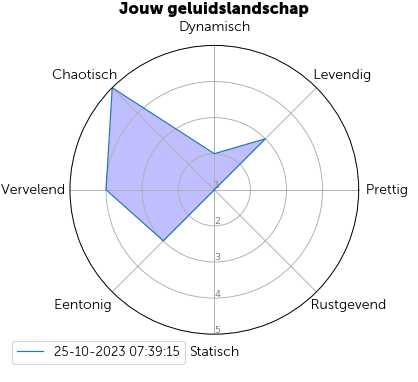 Jouw geluidslandschap
Dynamisch
Chaotisch
Levendig
Vervelend
1
Prettig
2
3
4
Eentonig
Rustgevend
5
25-10-2023 07:39:15
Statisch